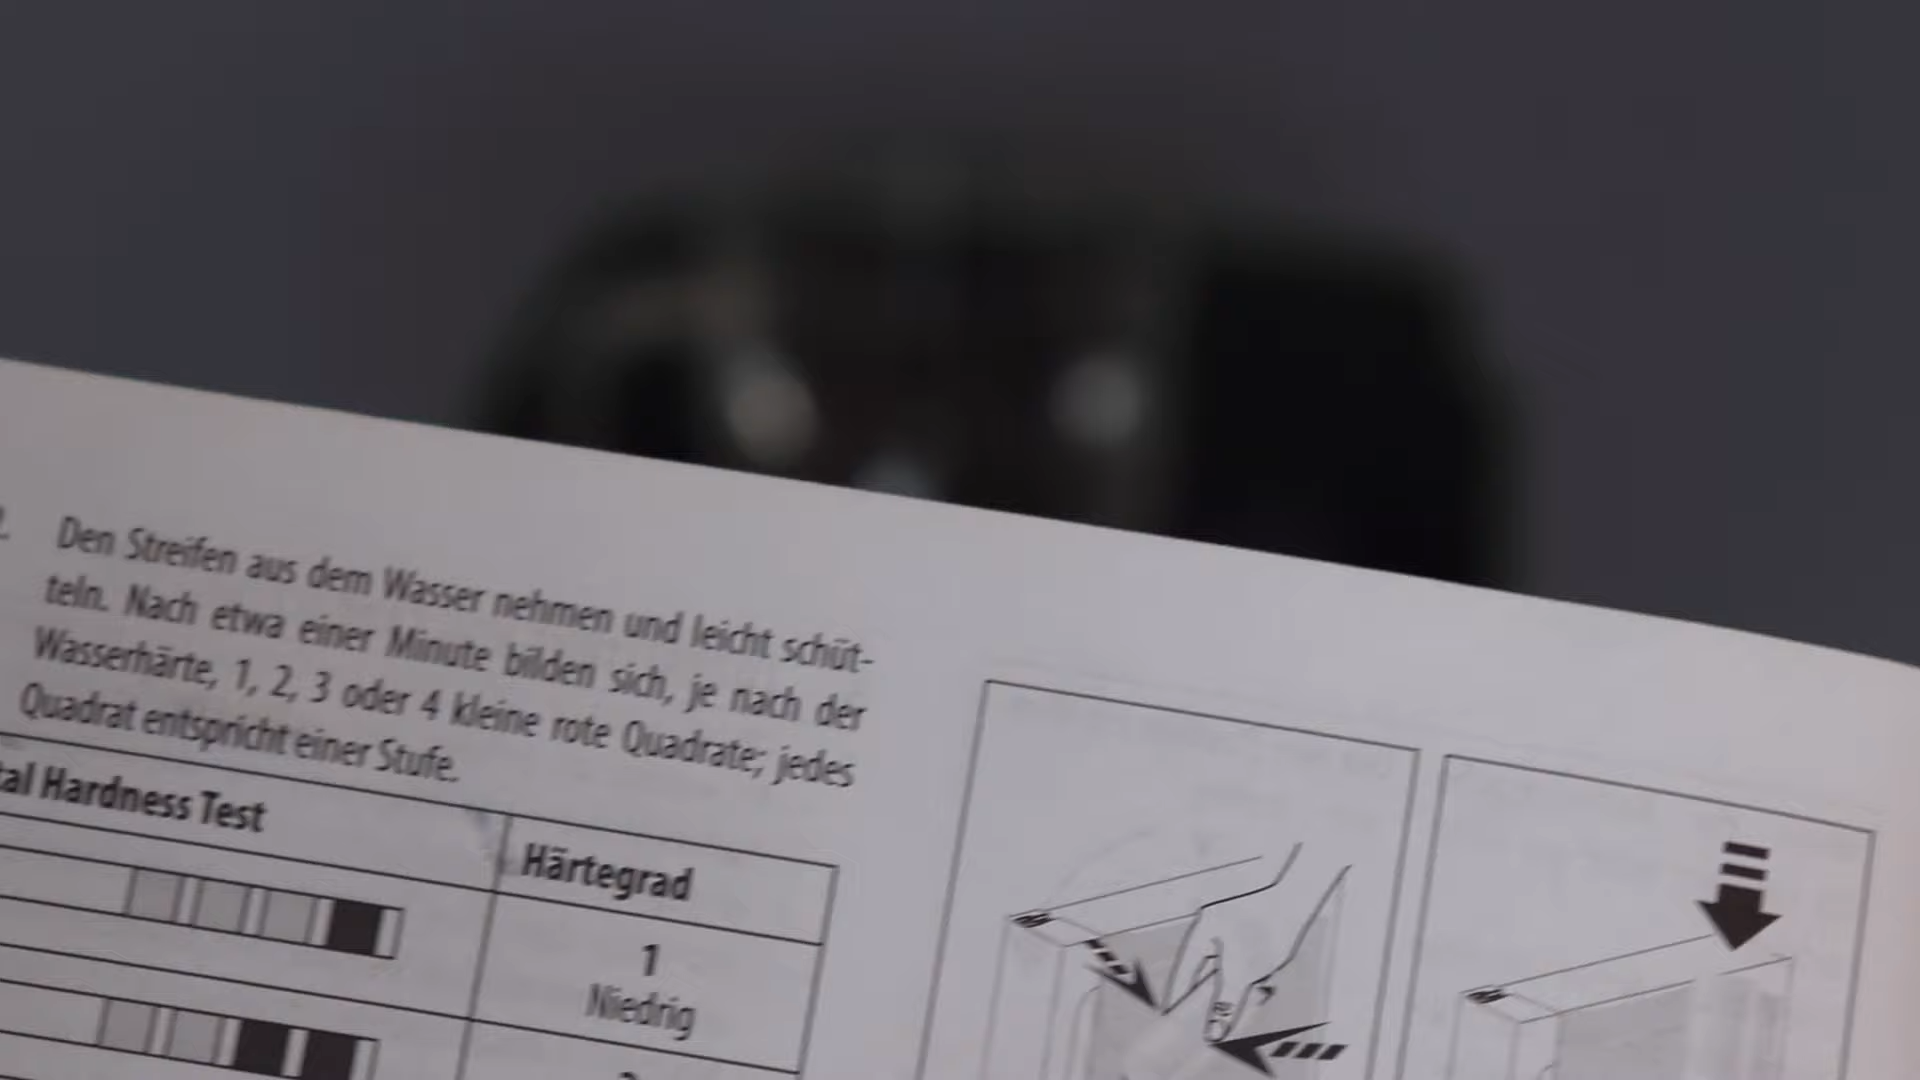 Den Streifen aus dem Wasser nehmen und leicht schüt-
teln. Nach etwa einer Minute bilden sich, je nach der
Wasserhärte, 1, 2, 3 oder 4 kleine rote Quadrate; jedes
Quadrat entspricht einer Stufe.
Hardness Test
Härtegrad
1
Niedrig